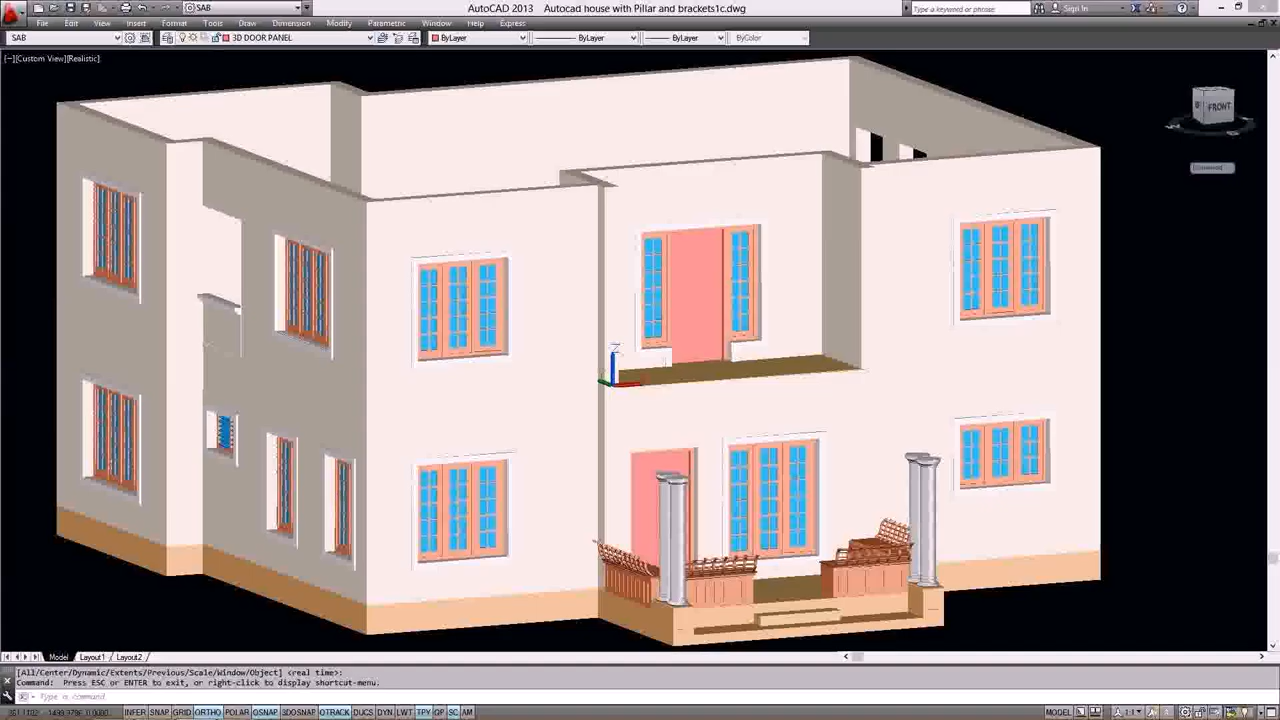 SAB
AutoCAD 2013 Autocad house with Pillar and brackets1c.dwg
Type a keyword or phrase
Sign In
File Edit View Insert Format Tools Draw Dimension Modify Parametric Window Help Express
SAB
3D DOOR PANEL
ByLayer
ByLayer
ByLayer
ByColor
[−][Custom View][Realistic]
FRONT
Z
Model Layout1 Layout2
[All/Center/Dynamic/Extents/Previous/Scale/Window/Object] <real time>:
Command: Press ESC or ENTER to exit, or right-click to display shortcut-menu.
Type a command
INFER SNAP GRID ORTHO POLAR OSNAP 3DOSNAP OTRACK DUCS DYN LWT TPY QP SC AM
MODEL
1:1